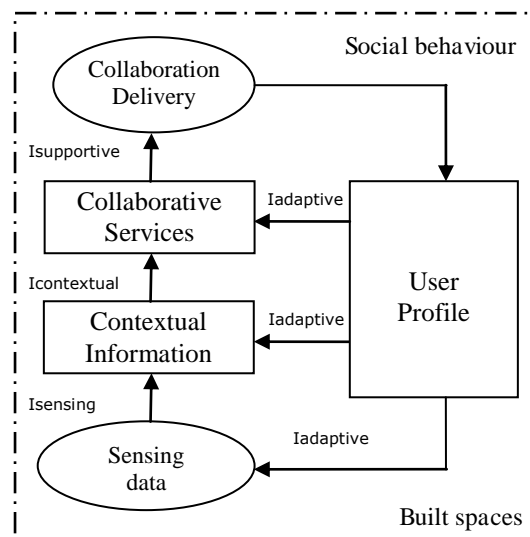 Social behaviour
Collaboration
Delivery
Isupportive
Collaborative
Services
Iadaptive
User
Profile
Icontextual
Contextual
Information
Iadaptive
Isensing
Sensing
data
Iadaptive
Built spaces